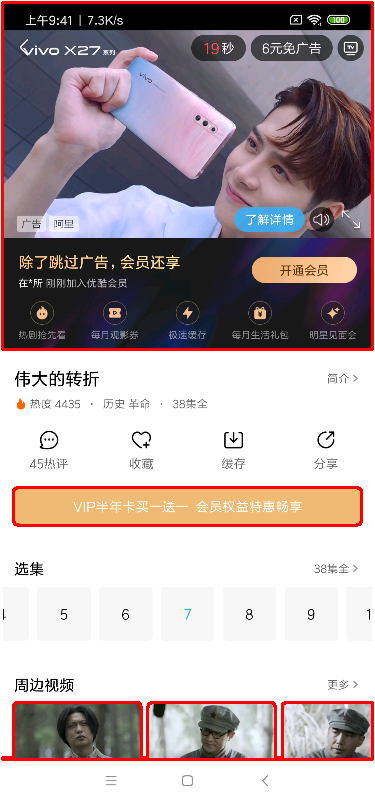 上午9:41 | 7.3K/s
100
vivo X27 系列
19秒
6元免广告
TV
vivo
广告 阿里
了解详情
除了跳过广告，会员还享
在*所 刚刚加入优酷会员
开通会员
热剧抢先看 每月观影券 极速缓存 每月生活礼包 明星见面会
伟大的转折
简介 >
热度 4435 · 历史 革命 · 38集全
45热评 收藏 缓存 分享
VIP半年卡买一送一 会员权益特惠畅享
选集
38集全 >
4 5 6 7 8 9 1
周边视频
更多 >